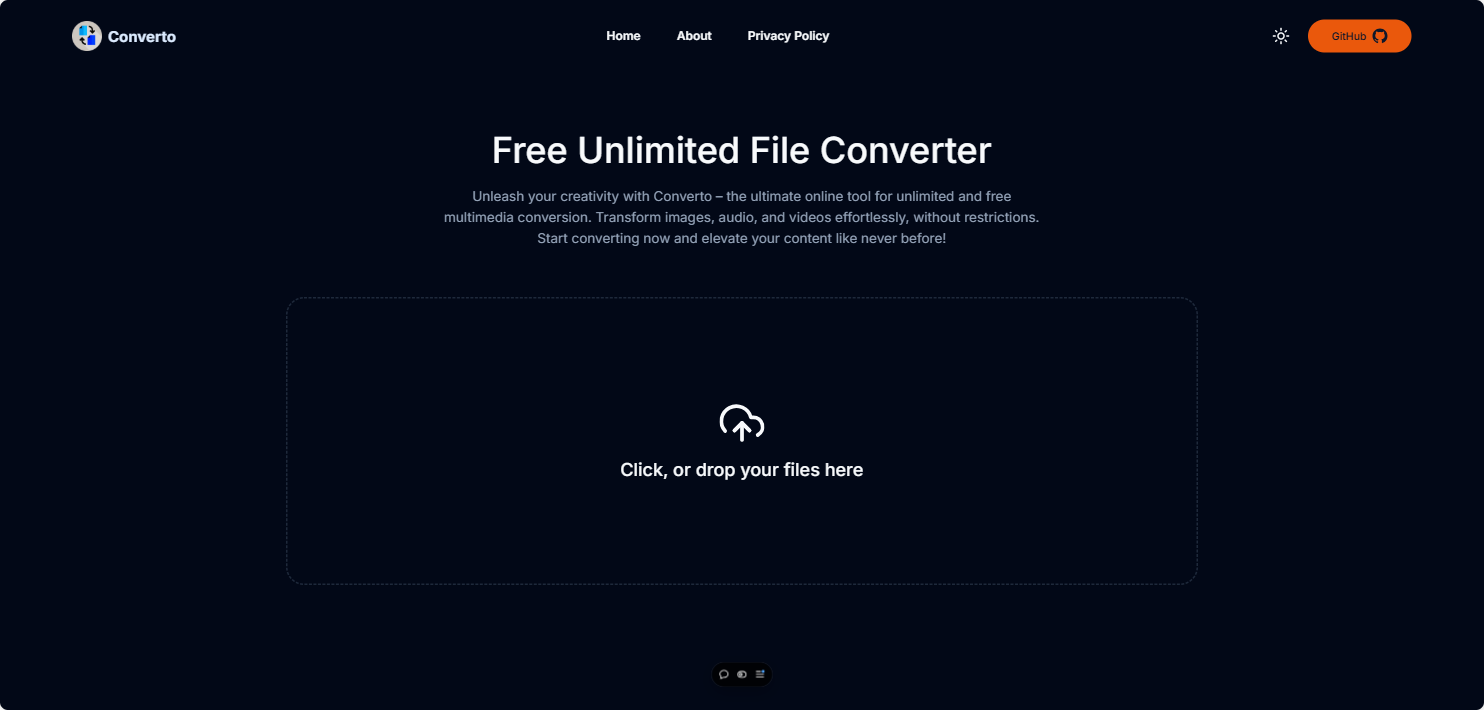 Converto
Home
About
Privacy Policy
GitHub
Free Unlimited File Converter
Unleash your creativity with Converto – the ultimate online tool for unlimited and free
multimedia conversion. Transform images, audio, and videos effortlessly, without restrictions.
Start converting now and elevate your content like never before!
Click, or drop your files here